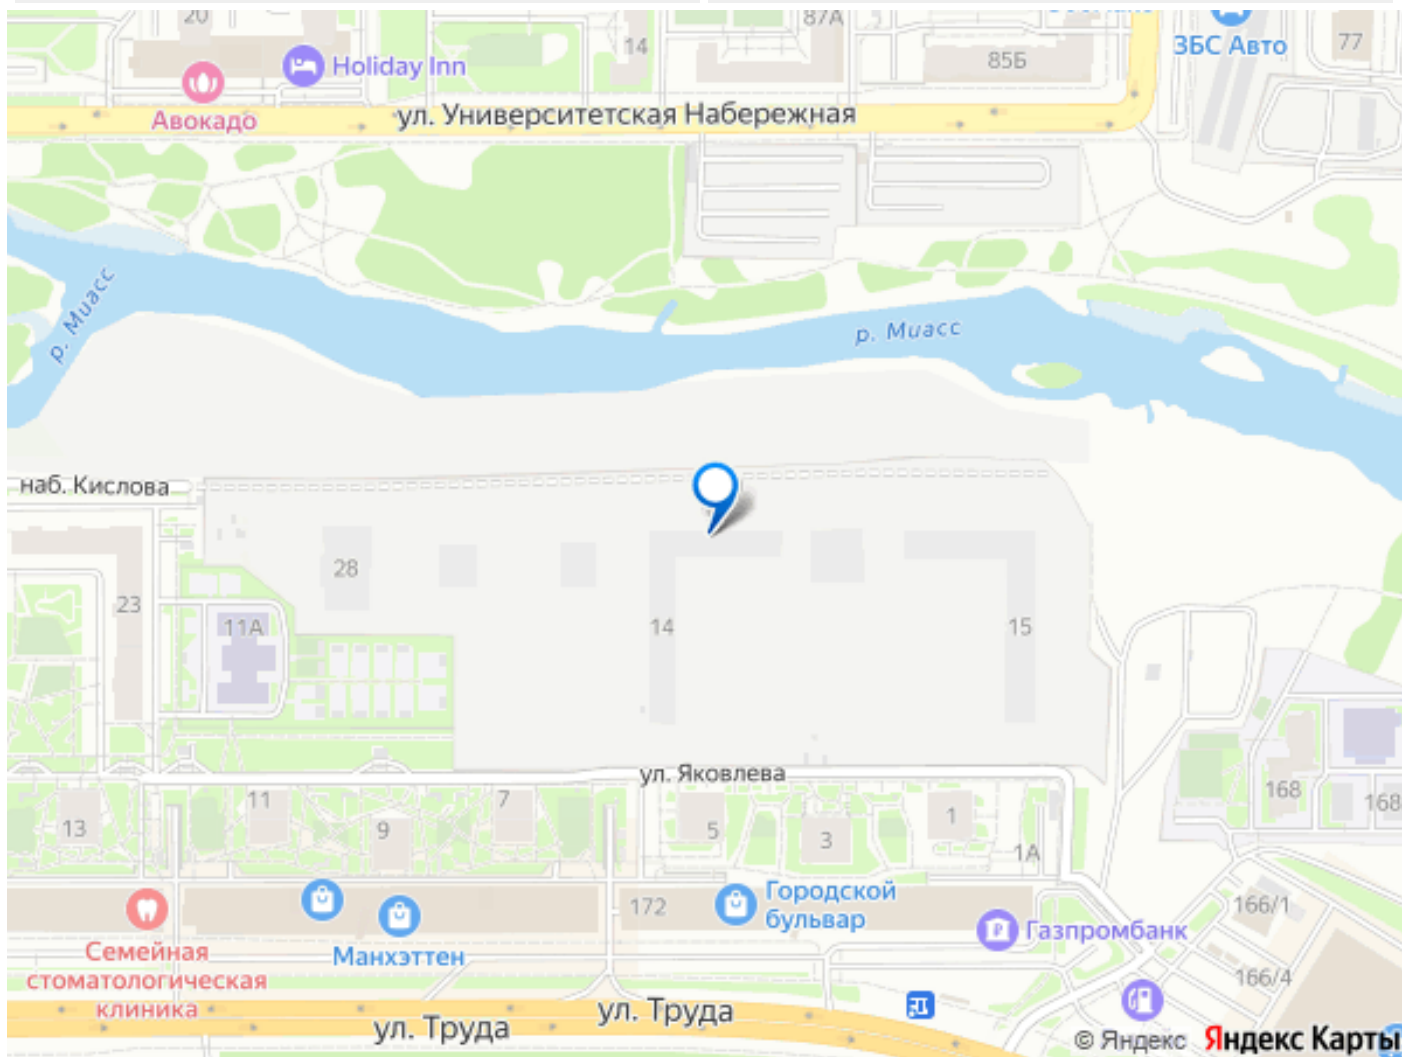 20
87А
14
Holiday Inn
ЗБС Авто
77
85Б
Авокадо
ул. Университетская Набережная
р. Миасс
р. Миасс
наб. Кислова
28
23
11А
14
15
ул. Яковлева
11
7
13
9
5
3
1
1А
168
168
172
Городской
бульвар
166/1
Газпромбанк
Семейная
стоматологическая
клиника
Манхэттен
166/4
ул. Труда
ул. Труда
© Яндекс Яндекс Карты